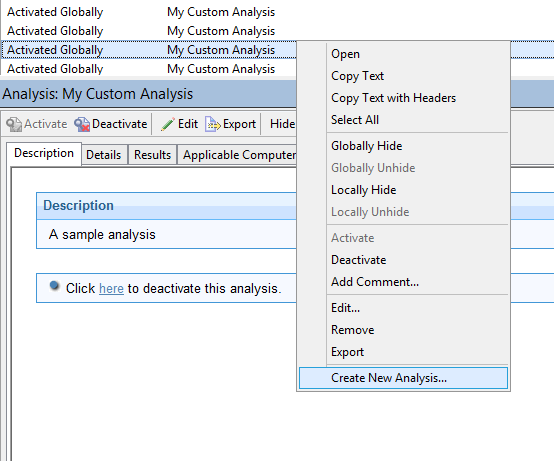 Activated Globally My Custom Analysis
Activated Globally My Custom Analysis
Activated Globally My Custom Analysis
Activated Globally My Custom Analysis
Analysis: My Custom Analysis
Activate Deactivate Edit Export Hide
Description Details Results Applicable Computer
Description
A sample analysis
Click here to deactivate this analysis.
Open
Copy Text
Copy Text with Headers
Select All
Globally Hide
Globally Unhide
Locally Hide
Locally Unhide
Activate
Deactivate
Add Comment...
Edit...
Remove
Export
Create New Analysis...